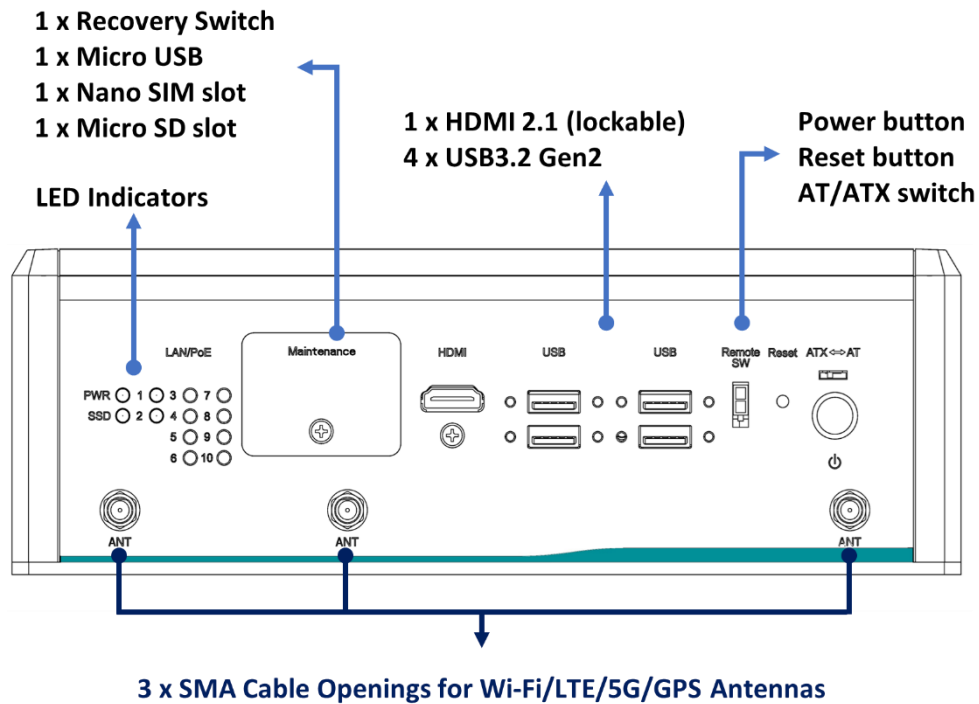 1 x Recovery Switch
1 x Micro USB
1 x Nano SIM slot
1 x Micro SD slot
LED Indicators
1 x HDMI 2.1 (lockable)
4 x USB3.2 Gen2
Power button
Reset button
AT/ATX switch
LAN/PoE
PWR 1 3 7
SSD 2 4 8
5 9
6 10
Maintenance
HDMI
USB
USB
Remote
SW
Reset
ATX⇔AT
ANT
ANT
ANT
3 x SMA Cable Openings for Wi-Fi/LTE/5G/GPS Antennas